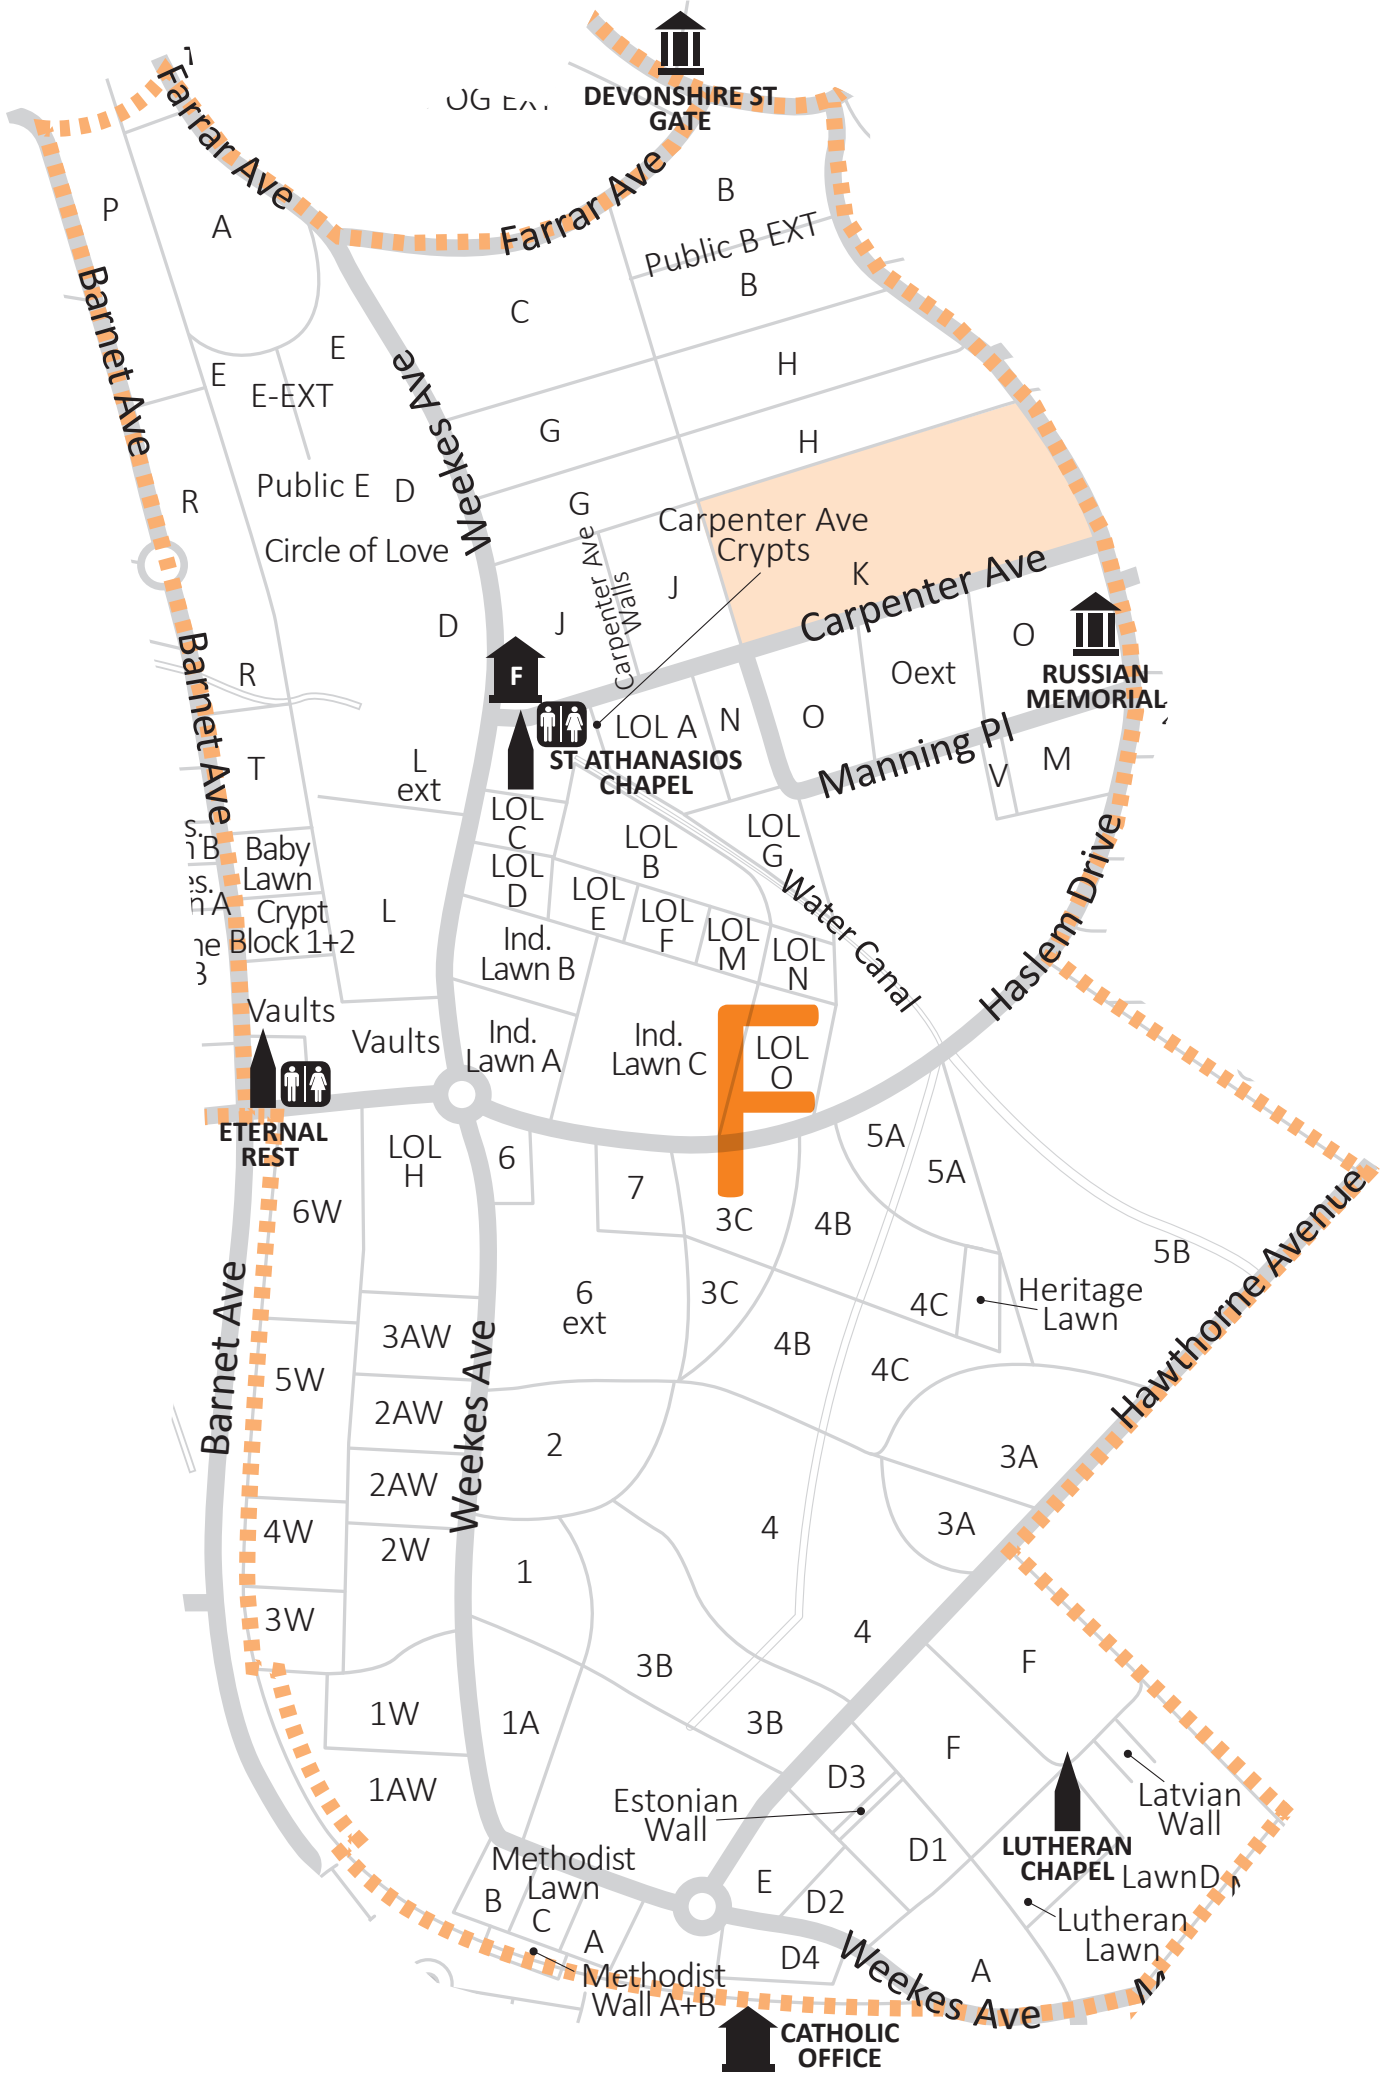 DEVONSHIRE ST
GATE
Farrar Ave
Farrar Ave
P
A
B
Public B EXT
B
C
Barnet Ave
E
E
E-EXT
Weekes Ave
H
G
H
Public E
D
R
G
Circle of Love
Carpenter Ave
Crypts
Carpenter Ave
Walls
J
J
K
Carpenter Ave
D
F
O
Oext
RUSSIAN
MEMORIAL
Barnet Ave
R
LOL A
N
O
Manning Pl
V
M
ST ATHANASIOS
CHAPEL
T
L
ext
LOL
C
LOL
B
LOL
G
Baby
Lawn
LOL
D
LOL
E
LOL
F
LOL
M
LOL
N
Water Canal
Haslem Drive
Crypt
Block 1+2
L
Ind.
Lawn B
Vaults
Vaults
Ind.
Lawn A
Ind.
Lawn C
LOL
O
F
ETERNAL
REST
LOL
H
6
7
5A
5A
6W
3C
4B
5B
Hawthorne Avenue
Barnet Ave
6
ext
3C
4C
Heritage
Lawn
3AW
Weekes Ave
4B
4C
5W
2AW
2
3A
2AW
4W
2W
4
3A
1
3W
4
3B
F
1W
1A
3B
F
1AW
D3
Estonian
Wall
Latvian
Wall
D1
LUTHERAN
CHAPEL
LawnD
Methodist
Lawn
B
C
A
E
D2
Lutheran
Lawn
D4
Weekes Ave
A
Methodist
Wall A+B
CATHOLIC
OFFICE